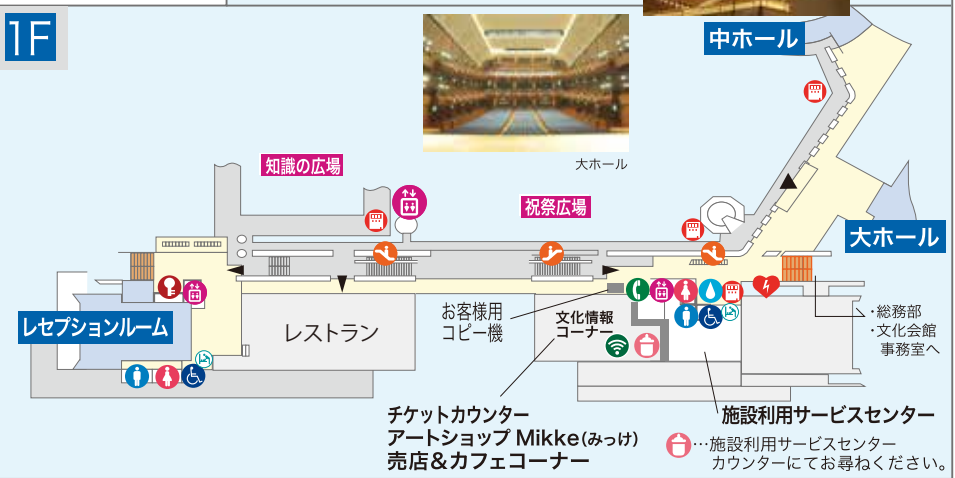 1F
中ホール
大ホール
知識の広場
祝祭広場
大ホール
レセプションルーム
レストラン
お客様用
コピー機
文化情報
コーナー
・総務部
・文化会館
事務室へ
チケットカウンター
アートショップ Mikke(みっけ)
売店&カフェコーナー
施設利用サービスセンター
…施設利用サービスセンター
カウンターにてお尋ねください。